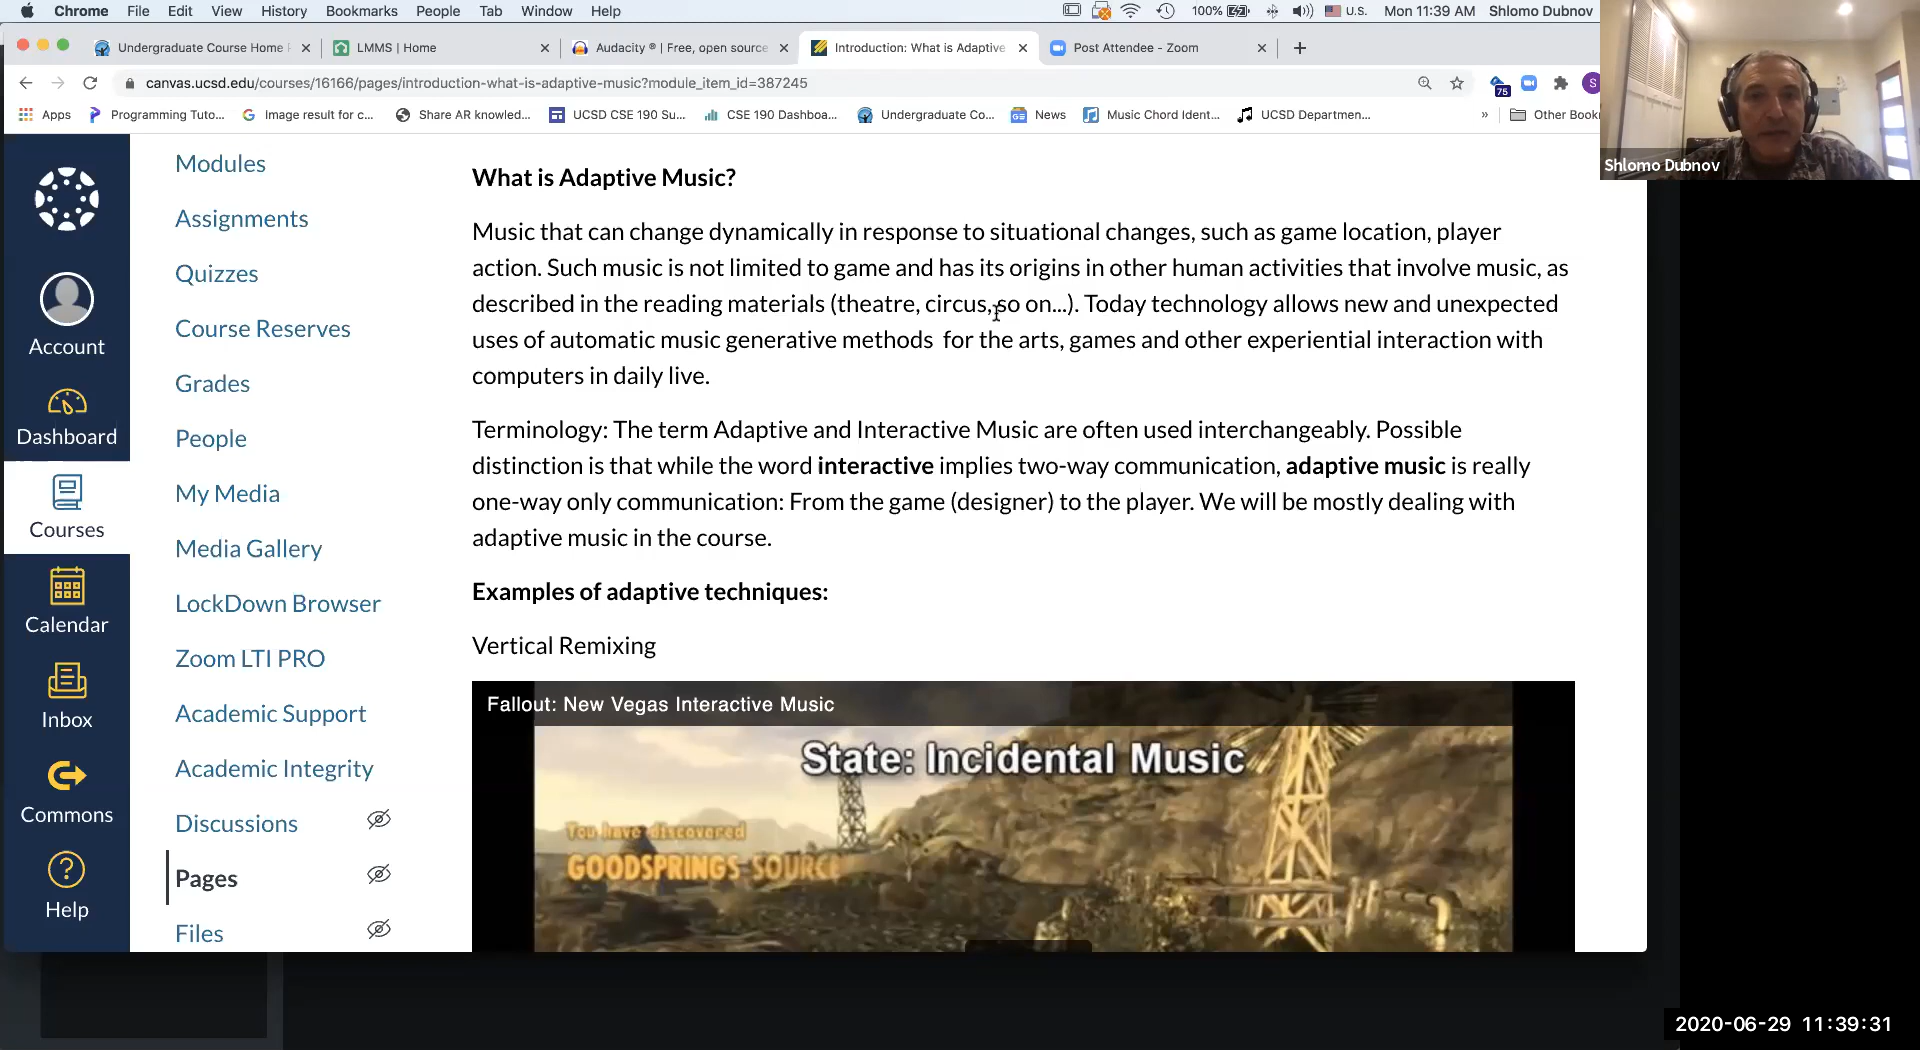 Chrome File Edit View History Bookmarks People Tab Window Help 100% U.S. Mon 11:39 AM Shlomo Dubnov
Undergraduate Course Home P LMMS | Home Audacity ® | Free, open source Introduction: What is Adaptive Post Attendee - Zoom
canvas.ucsd.edu/courses/16166/pages/introduction-what-is-adaptive-music?module_item_id=387245 75 S
Apps Programming Tuto... Image result for c... Share AR knowled... UCSD CSE 190 Su... CSE 190 Dashboa... Undergraduate Co... News Music Chord Ident... UCSD Departmen... » Other Book
Shlomo Dubnov
Account
Dashboard
Courses
Calendar
Inbox
Commons
Help
Modules
Assignments
Quizzes
Course Reserves
Grades
People
My Media
Media Gallery
LockDown Browser
Zoom LTI PRO
Academic Support
Academic Integrity
Discussions
Pages
Files
What is Adaptive Music?
Music that can change dynamically in response to situational changes, such as game location, player
action. Such music is not limited to game and has its origins in other human activities that involve music, as
described in the reading materials (theatre, circus, so on...). Today technology allows new and unexpected
uses of automatic music generative methods for the arts, games and other experiential interaction with
computers in daily live.
Terminology: The term Adaptive and Interactive Music are often used interchangeably. Possible
distinction is that while the word interactive implies two-way communication, adaptive music is really
one-way only communication: From the game (designer) to the player. We will be mostly dealing with
adaptive music in the course.
Examples of adaptive techniques:
Vertical Remixing
Fallout: New Vegas Interactive Music
State: Incidental Music
You have discovered
GOODSPRINGS SOURCE
2020-06-29 11:39:31